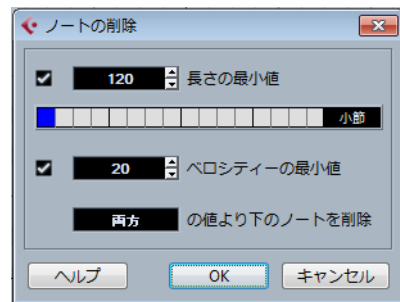 ノートの削除
120 長さの最小値
小節
20 ベロシティーの最小値
両方 の値より下のノートを削除
ヘルプ OK キャンセル